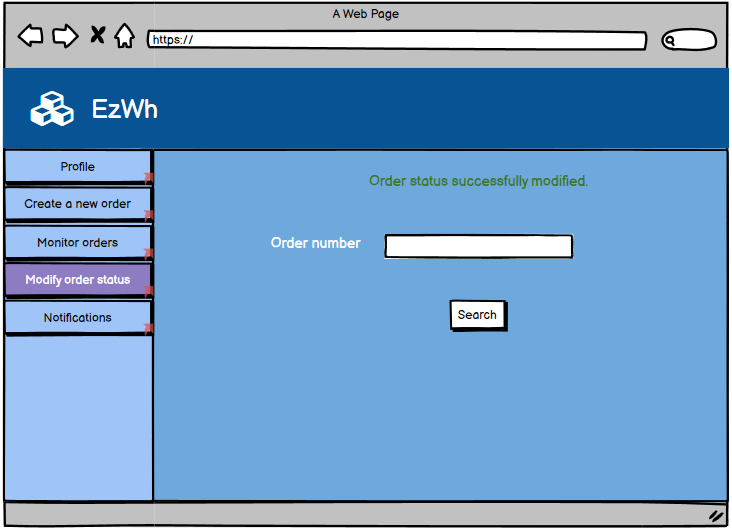 A Web Page
https://
EzWh
Profile
Create a new order
Monitor orders
Modify order status
Notifications
Order status successfully modified.
Order number
Search